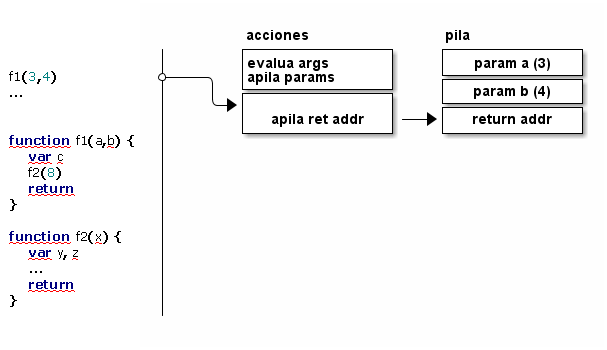 f1(3,4)
...
function f1(a,b) {
var c
f2(8)
return
}
function f2(x) {
var y, z
...
return
}
acciones
evalua args
apila params
apila ret addr
pila
param a (3)
param b (4)
return addr